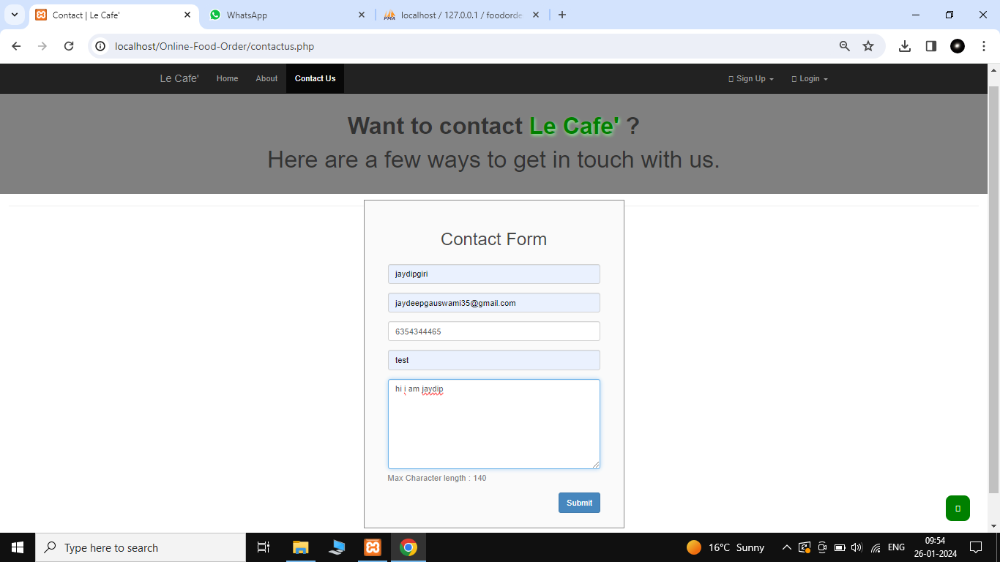 Contact | Le Cafe'
WhatsApp
localhost / 127.0.0.1 / foodorde
localhost/Online-Food-Order/contactus.php
Le Cafe' Home About Contact Us Sign Up Login
Want to contact Le Cafe' ?
Here are a few ways to get in touch with us.
Contact Form
jaydipgiri
jaydeepgauswami35@gmail.com
6354344465
test
hi i am jaydip
Max Character length : 140
Submit
Type here to search
16°C Sunny
ENG
09:54
26-01-2024